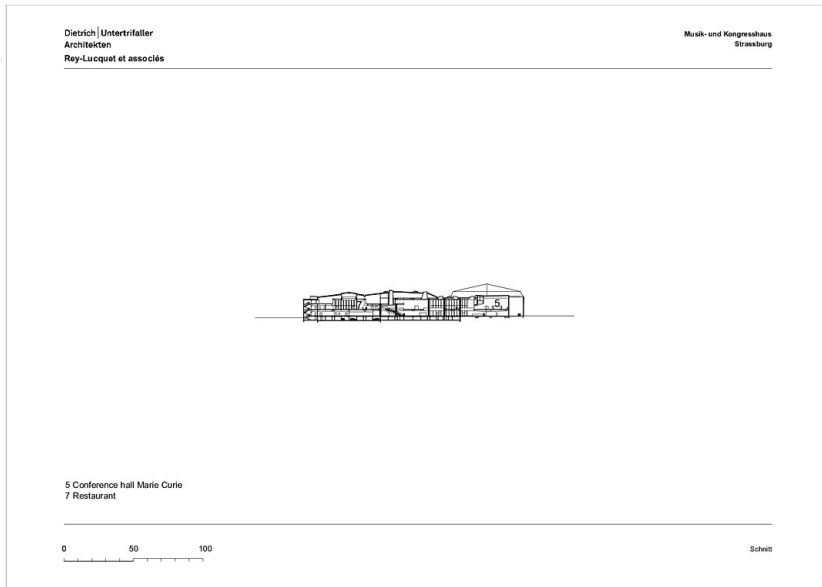 Dietrich | Untertrifaller
Architekten
Rey-Lucquet et associés
Musik- und Kongresshaus
Strassburg
7
5
5 Conference hall Marie Curie
7 Restaurant
0 50 100
Schnitt